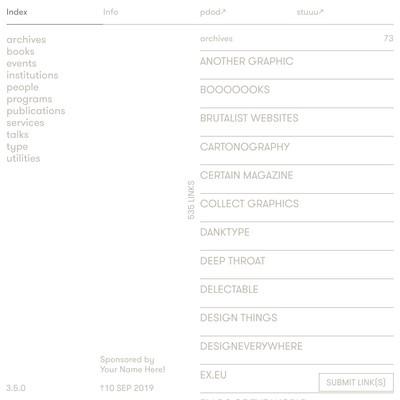 Index
Info
pdod↗
stuuu↗
archives
books
events
institutions
people
programs
publications
services
talks
type
utilities
535 LINKS
archives 73
ANOTHER GRAPHIC
BOOOOOOKS
BRUTALIST WEBSITES
CARTONOGRAPHY
CERTAIN MAGAZINE
COLLECT GRAPHICS
DANKTYPE
DEEP THROAT
DELECTABLE
DESIGN THINGS
DESIGNEVERYWHERE
EX.EU
Sponsored by
Your Name Here!
3.5.0
↑10 SEP 2019
SUBMIT LINK(S)